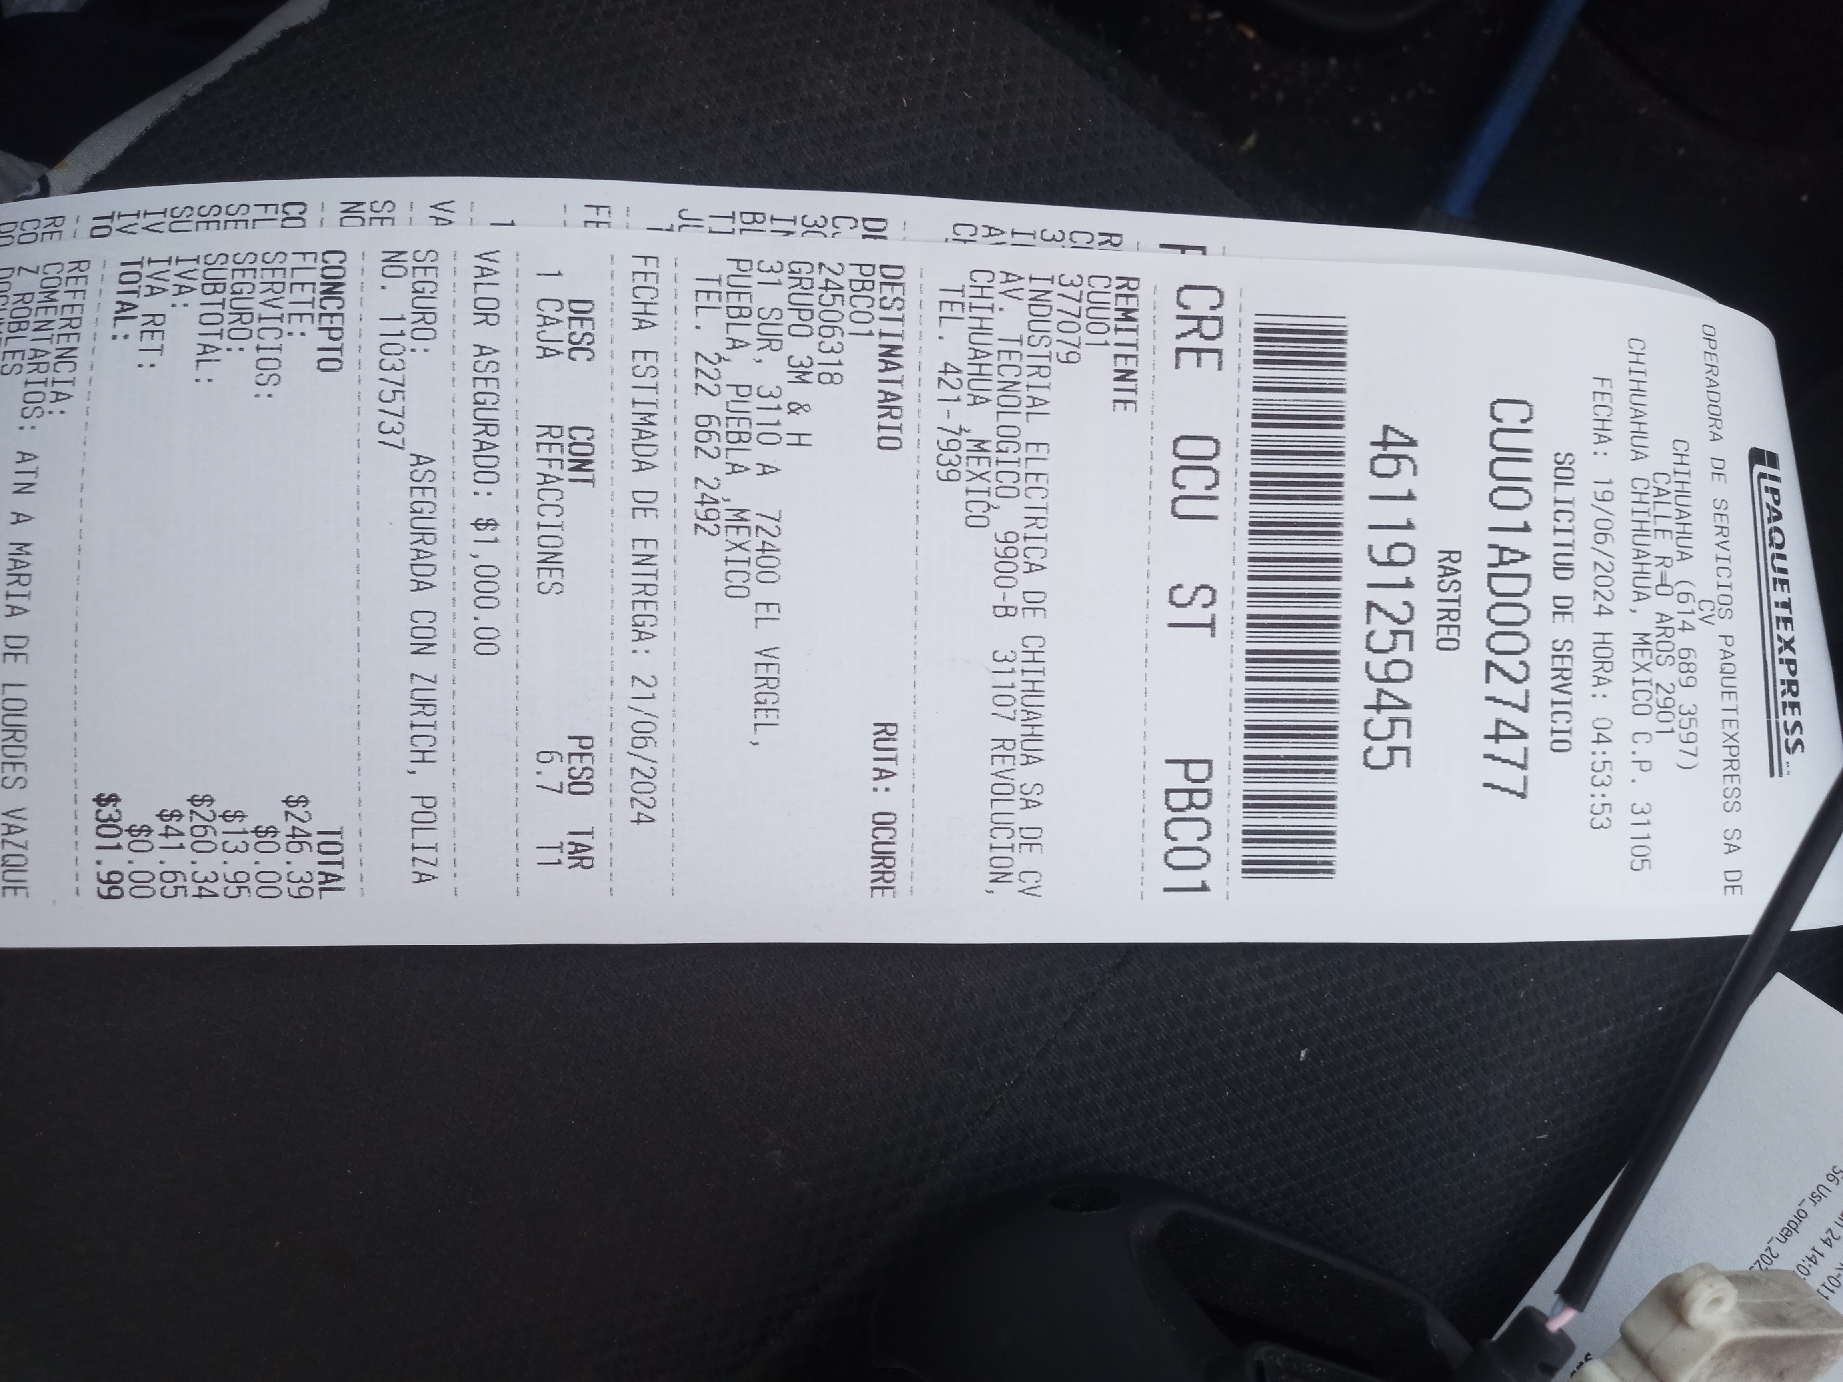 PAQUETEXPRESS
OPERADORA DE SERVICIOS PAQUETEXPRESS SA DE
CV
CHIHUAHUA (614 689 3597)
CALLE R=O AROS 2901
CHIHUAHUA CHIHUAHUA, MEXICO C.P. 31105
FECHA: 19/06/2024 HORA: 04:53:53
SOLICITUD DE SERVICIO
CUU01AD0027477
RASTREO
461191259455
CRE OCU ST PBC01
REMITENTE
CUU01
377079
INDUSTRIAL ELECTRICA DE CHIHUAHUA SA DE CV
AV. TECNOLOGICO, 9900-B 31107 REVOLUCION,
CHIHUAHUA ,MEXICO
TEL. 421-7939
DESTINATARIO RUTA: OCURRE
PBC01
24506318
GRUPO 3M & H
31 SUR, 3110 A 72400 EL VERGEL,
PUEBLA, PUEBLA ,MEXICO
TEL. 222 662 2492
FECHA ESTIMADA DE ENTREGA: 21/06/2024
DESC CONT PESO TAR
1 CAJA REFACCIONES 6.7 T1
VALOR ASEGURADO: $1,000.00
SEGURO: ASEGURADA CON ZURICH, POLIZA
NO. 110375737
CONCEPTO TOTAL
FLETE: $246.39
SERVICIOS: $0.00
SEGURO: $13.95
SUBTOTAL: $260.34
IVA: $41.65
IVA RET: $0.00
TOTAL: $301.99
REFERENCIA:
COMENTARIOS: ATN A MARIA DE LOURDES VAZQUE
Z ROBLES